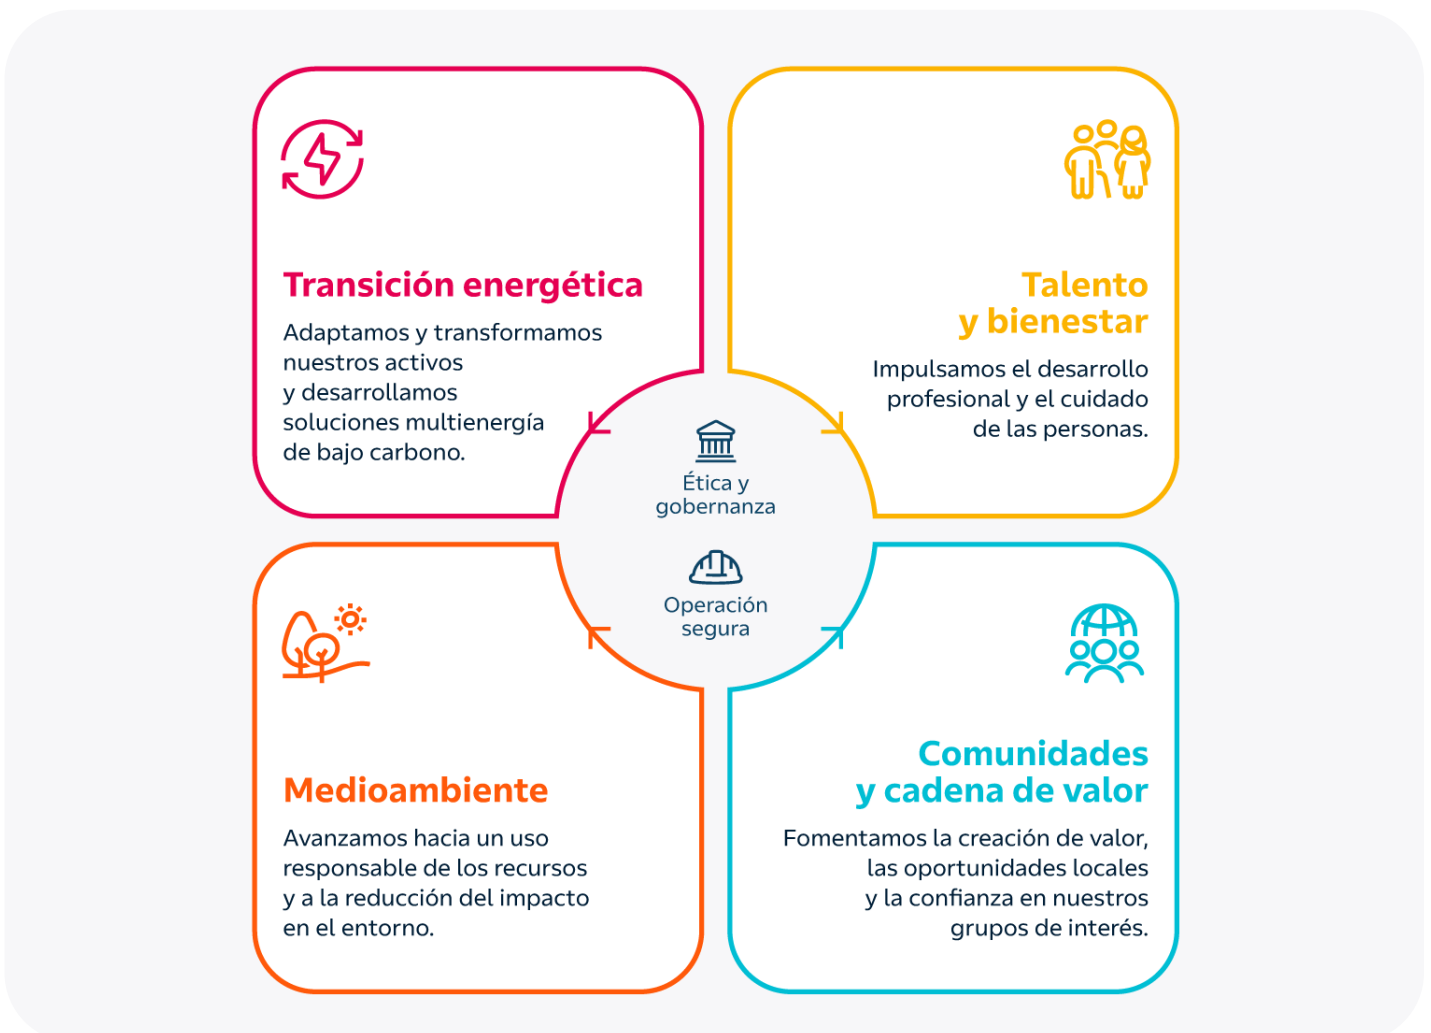 Transición energética
Adaptamos y transformamos
nuestros activos
y desarrollamos
soluciones multienergía
de bajo carbono.
Talento
y bienestar
Impulsamos el desarrollo
profesional y el cuidado
de las personas.
Ética y
gobernanza
Operación
segura
Medioambiente
Avanzamos hacia un uso
responsable de los recursos
y a la reducción del impacto
en el entorno.
Comunidades
y cadena de valor
Fomentamos la creación de valor,
las oportunidades locales
y la confianza en nuestros
grupos de interés.